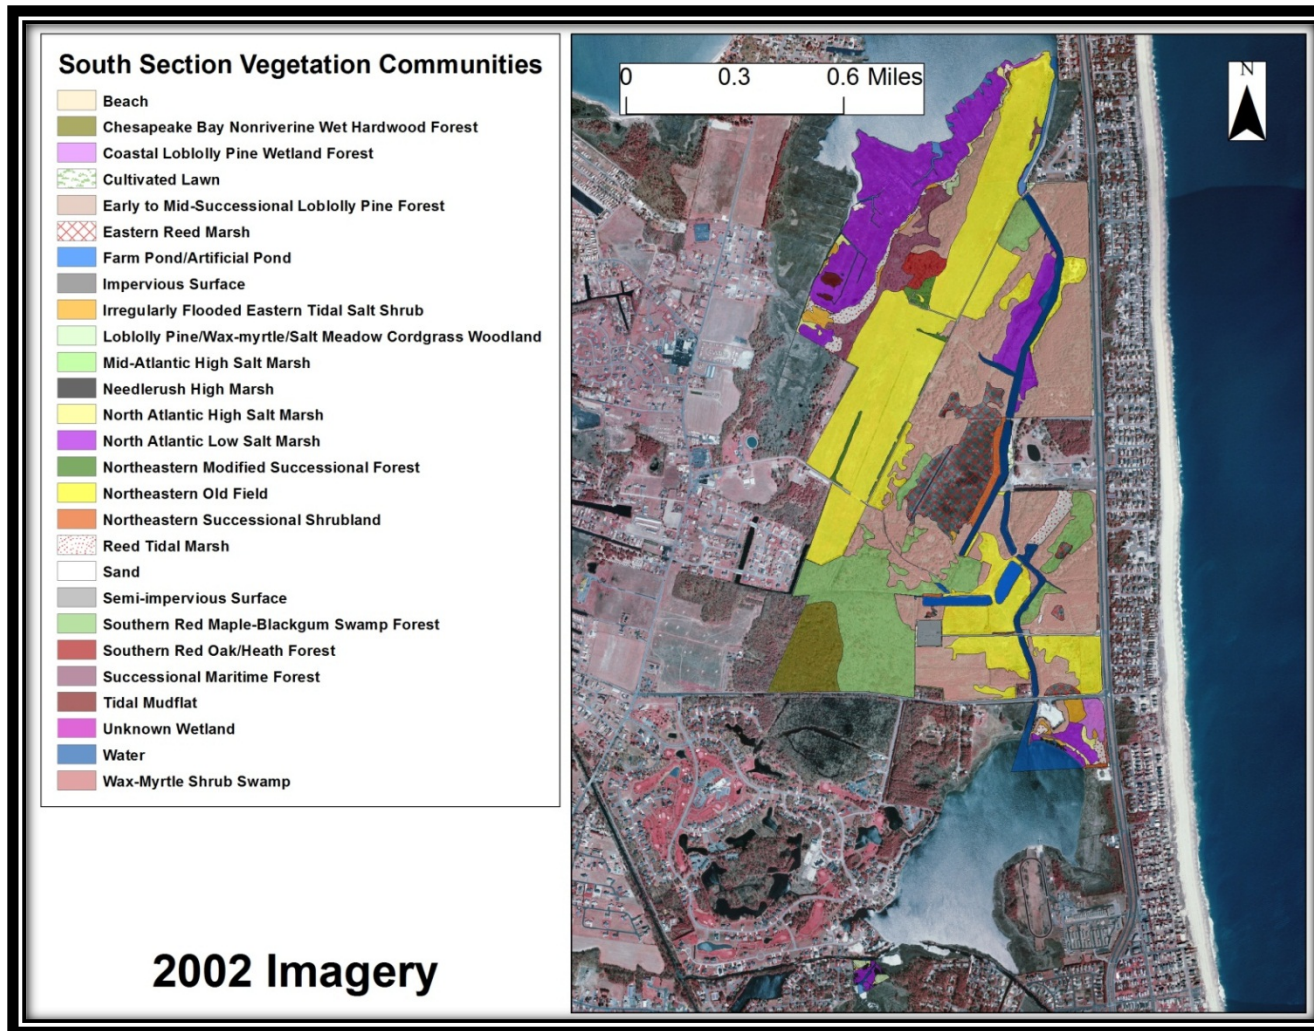 South Section Vegetation Communities
Beach
Chesapeake Bay Nonriverine Wet Hardwood Forest
Coastal Loblolly Pine Wetland Forest
Cultivated Lawn
Early to Mid-Successional Loblolly Pine Forest
Eastern Reed Marsh
Farm Pond/Artificial Pond
Impervious Surface
Irregularly Flooded Eastern Tidal Salt Shrub
Loblolly Pine/Wax-myrtle/Salt Meadow Cordgrass Woodland
Mid-Atlantic High Salt Marsh
Needlerush High Marsh
North Atlantic High Salt Marsh
North Atlantic Low Salt Marsh
Northeastern Modified Successional Forest
Northeastern Old Field
Northeastern Successional Shrubland
Reed Tidal Marsh
Sand
Semi-impervious Surface
Southern Red Maple-Blackgum Swamp Forest
Southern Red Oak/Heath Forest
Successional Maritime Forest
Tidal Mudflat
Unknown Wetland
Water
Wax-Myrtle Shrub Swamp
2002 Imagery
0 0.3 0.6 Miles
N